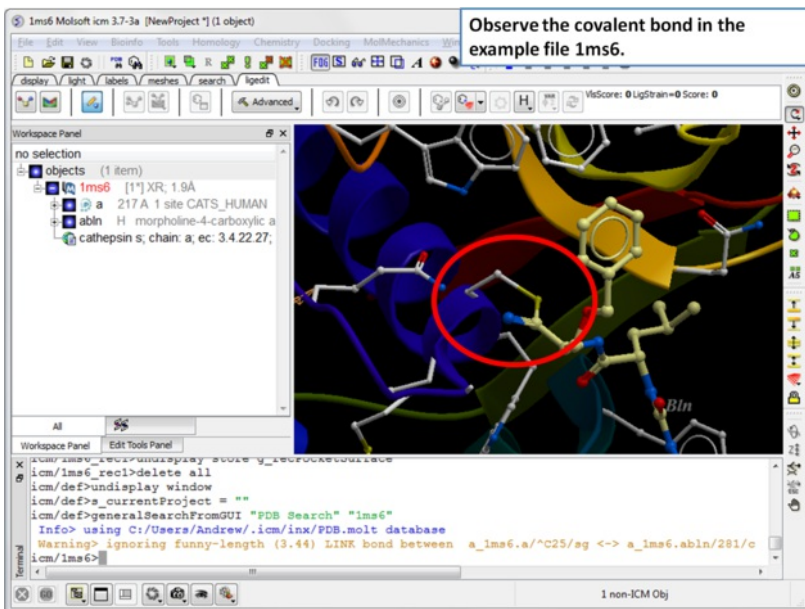 1ms6 Molsoft icm 3.7-3a [NewProject *] (1 object)
Observe the covalent bond in the
example file 1ms6.
File Edit View Bioinfo Tools Homology Chemistry Docking MolMechanics
display light labels meshes search ligedit
Advanced
VlsScore: 0 LigStrain=0 Score: 0
Workspace Panel
no selection
objects (1 item)
1ms6 [1*] XR; 1.9Å
a 217 A 1 site CATS_HUMAN
abln H morpholine-4-carboxylic a
cathepsin s; chain: a; ec: 3.4.22.27;
Bln
All
Workspace Panel Edit Tools Panel
icm/1ms6_rec1>undisplay store g_recPocketSurface
icm/1ms6_rec1>delete all
icm/def>undisplay window
icm/def>s_currentProject = ""
icm/def>generalSearchFromGUI "PDB Search" "1ms6"
Info> using C:/Users/Andrew/.icm/inx/PDB.molt database
Warning> ignoring funny-length (3.44) LINK bond between a_1ms6.a/^C25/sg <-> a_1ms6.abln/281/c
icm/1ms6>
Terminal
1 non-ICM Obj